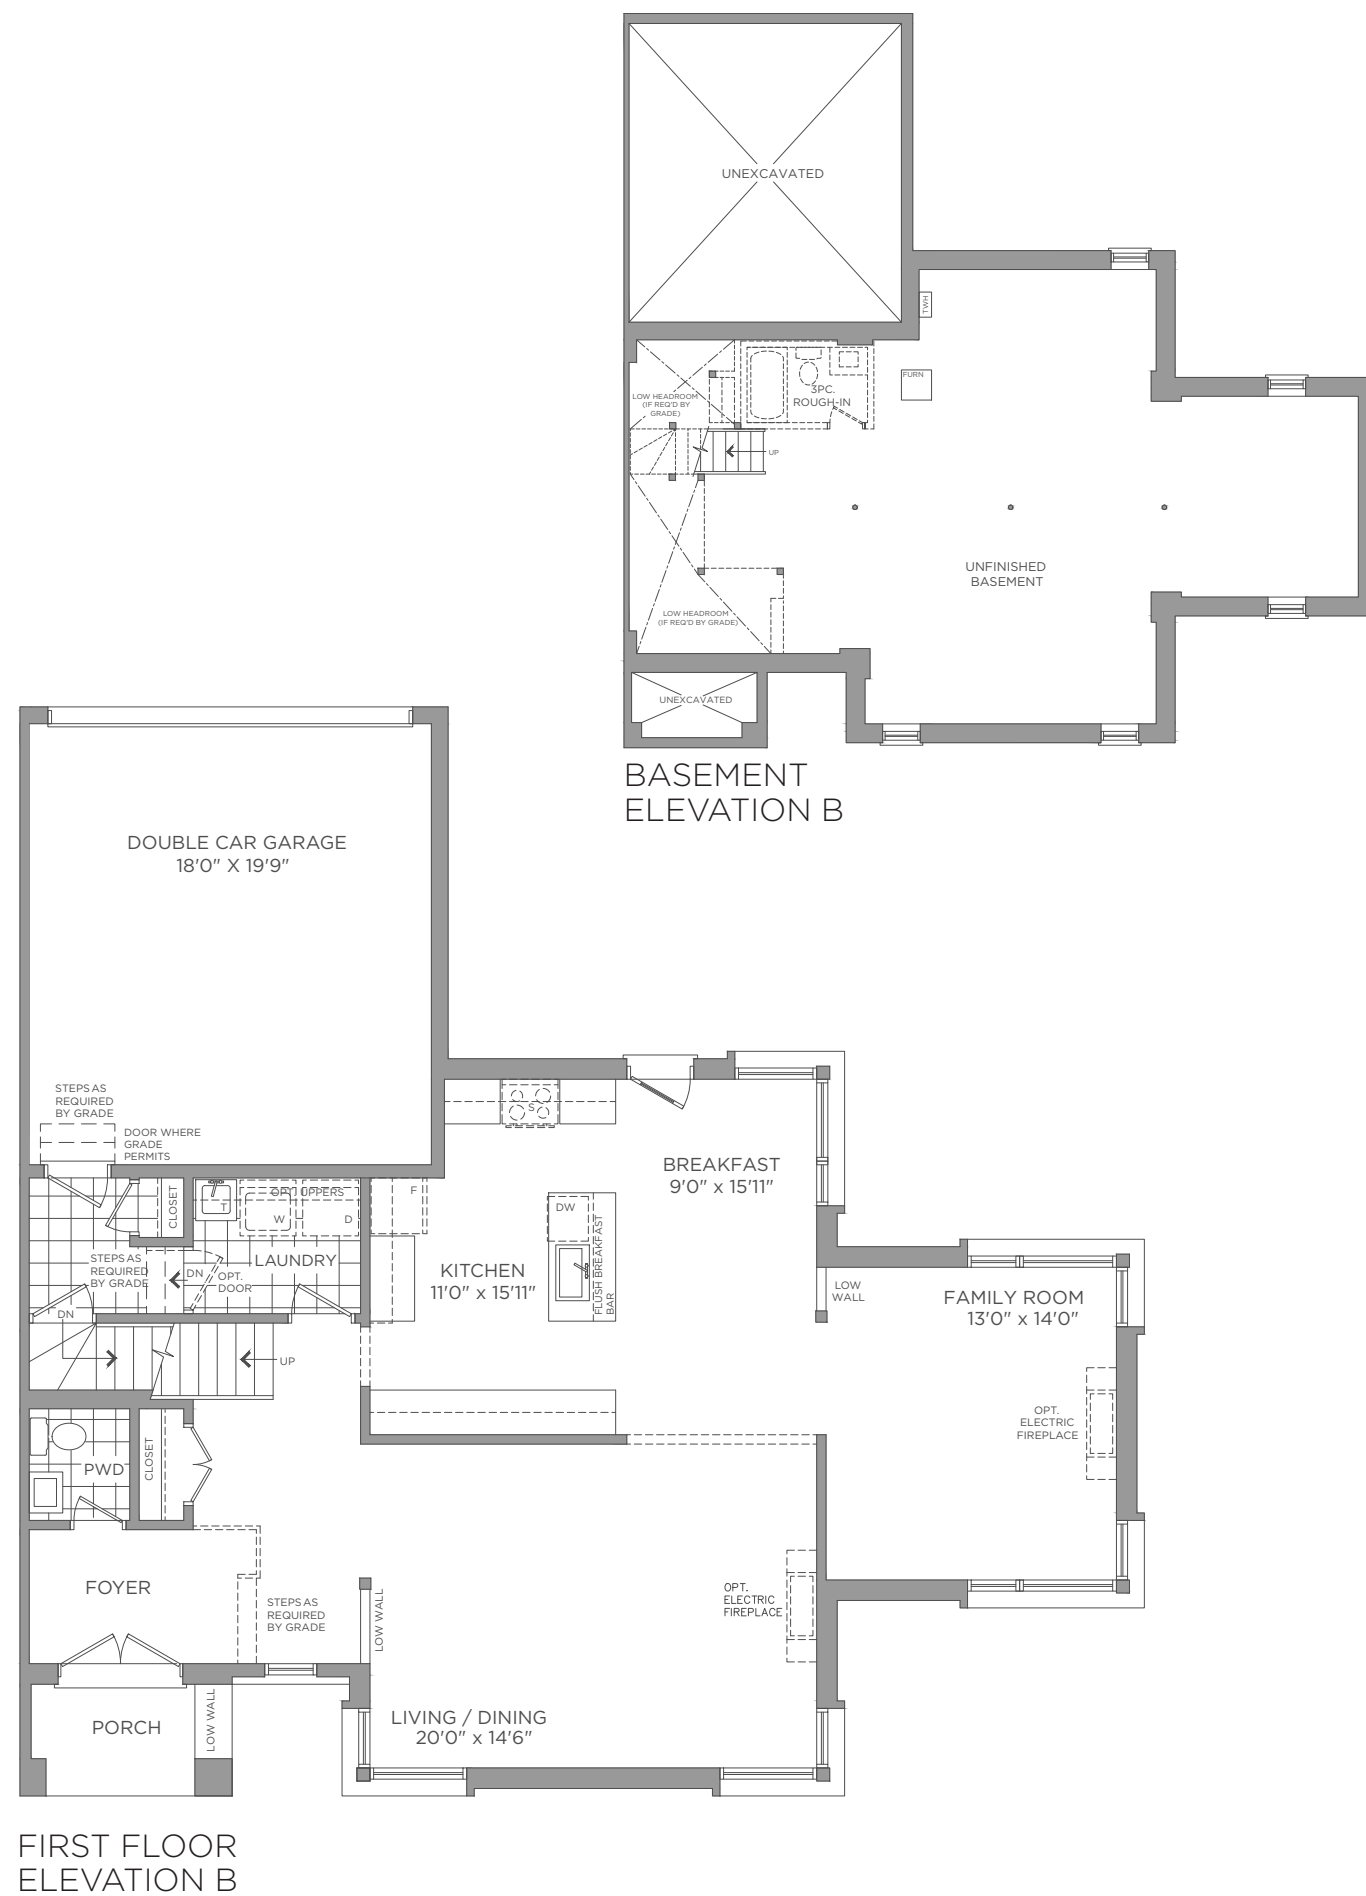 UNEXCAVATED
TWH
FURN
3PC.
ROUGH-IN
LOW HEADROOM
(IF REQ'D BY
GRADE)
UP
UNFINISHED
BASEMENT
LOW HEADROOM
(IF REQ'D BY GRADE)
UNEXCAVATED
BASEMENT
ELEVATION B
DOUBLE CAR GARAGE
18'0" X 19'9"
STEPS AS
REQUIRED
BY GRADE
DOOR WHERE
GRADE
PERMITS
CLOSET
OPT. UPPERS
T
W
D
F
S
BREAKFAST
9'0" x 15'11"
DW
FLUSH BREAKFAST
BAR
KITCHEN
11'0" x 15'11"
LAUNDRY
STEPS AS
REQUIRED
BY GRADE
DN
OPT.
DOOR
DN
LOW
WALL
FAMILY ROOM
13'0" x 14'0"
UP
OPT.
ELECTRIC
FIREPLACE
PWD
CLOSET
FOYER
STEPS AS
REQUIRED
BY GRADE
LOW WALL
OPT.
ELECTRIC
FIREPLACE
PORCH
LOW WALL
LIVING / DINING
20'0" x 14'6"
FIRST FLOOR
ELEVATION B